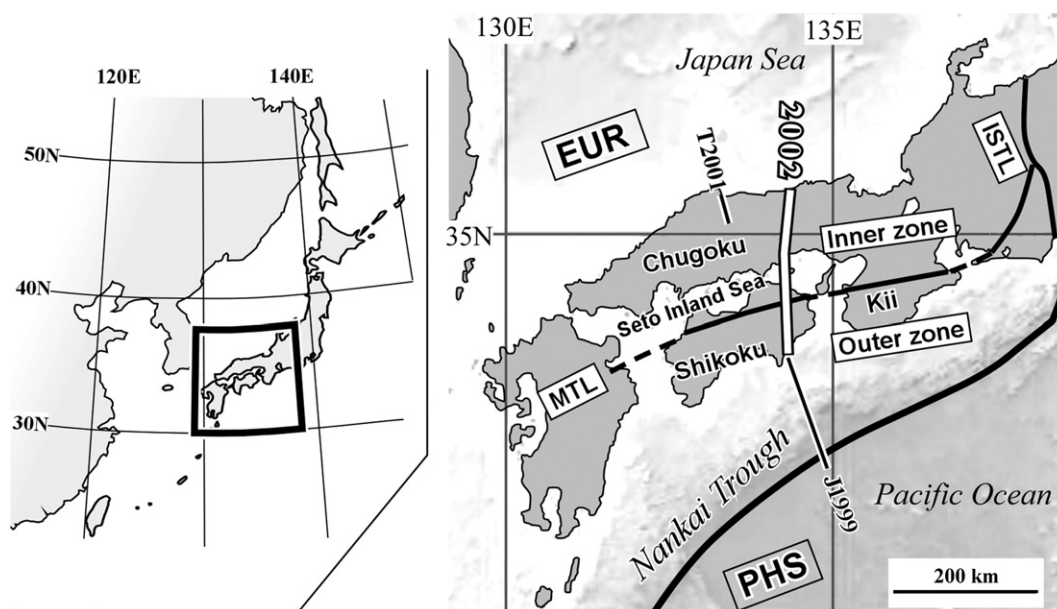 120E
140E
50N
40N
30N
130E
135E
Japan Sea
EUR
T2001
2002
ISTL
35N
Inner zone
Chugoku
Seto Inland Sea
Kii
Outer zone
Shikoku
MTL
Nankai Trough
J1999
Pacific Ocean
PHS
200 km